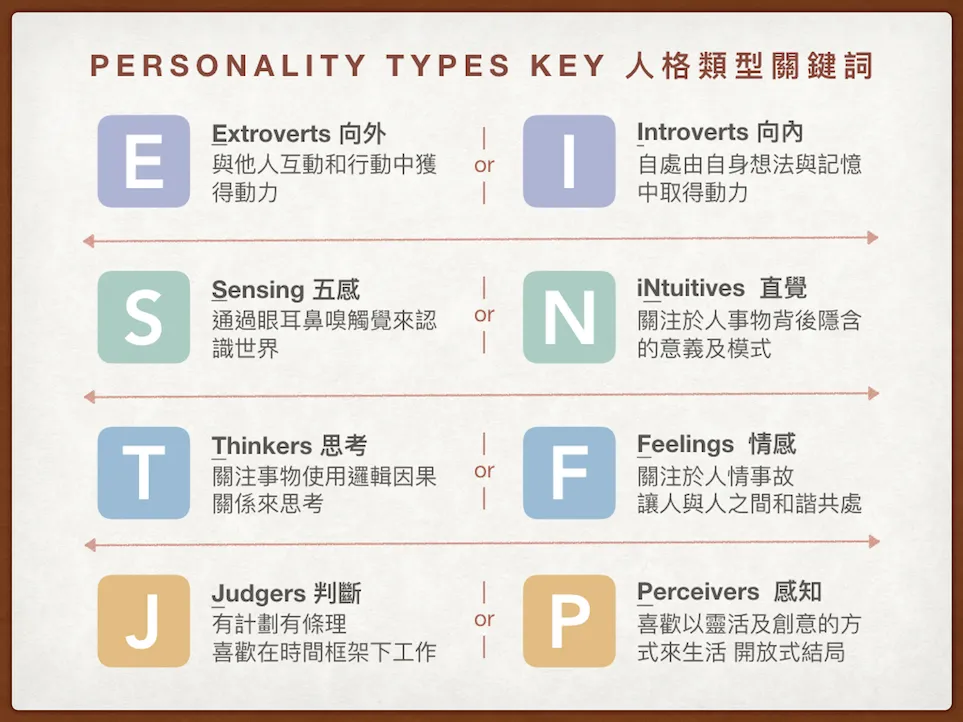 PERSONALITY TYPES KEY 人格類型關鍵詞
E
Extroverts 向外
與他人互動和行動中獲
得動力
or
I
Introverts 向內
自處由自身想法與記憶
中取得動力
S
Sensing 五感
通過眼耳鼻嗅觸覺來認
識世界
or
N
iNtuitives 直覺
關注於人事物背後隱含
的意義及模式
T
Thinkers 思考
關注事物使用邏輯因果
關係來思考
or
F
Feelings 情感
關注於人情事故
讓人與人之間和諧共處
J
Judgers 判斷
有計劃有條理
喜歡在時間框架下工作
or
P
Perceivers 感知
喜歡以靈活及創意的方
式來生活 開放式結局